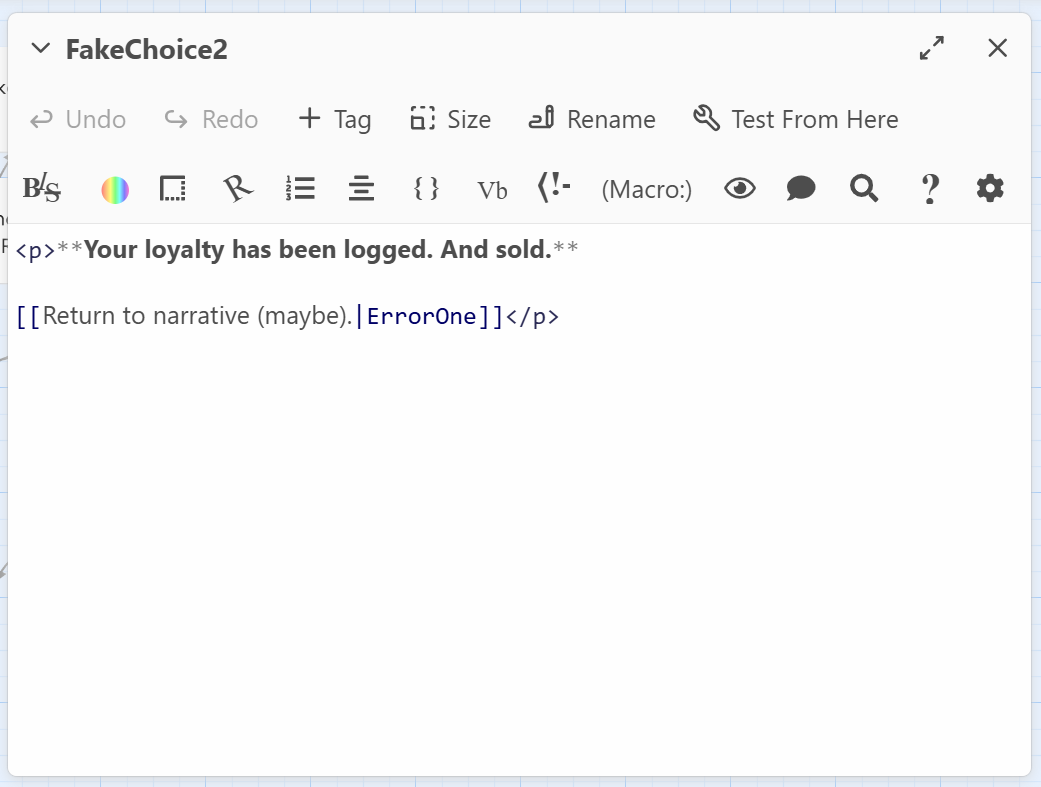 FakeChoice2
Undo Redo + Tag Size Rename Test From Here
{ } Vb (!- (Macro:) ?
<p>**Your loyalty has been logged. And sold.**
[[Return to narrative (maybe).|ErrorOne]]</p>